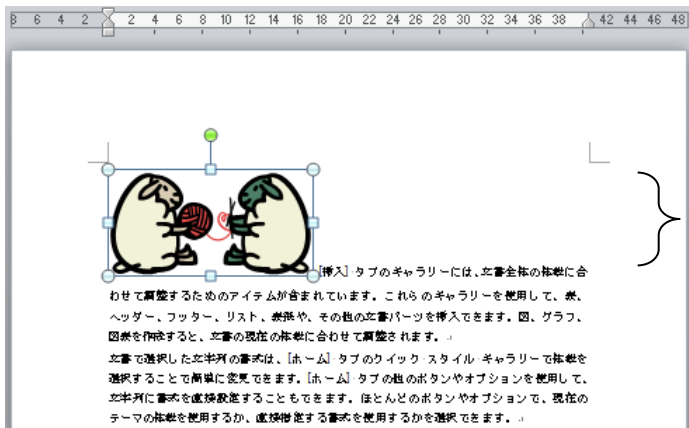 8 6 4 2 2 4 6 8 10 12 14 16 18 20 22 24 26 28 30 32 34 36 38 42 44 46 48
[挿入] タブのギャラリーには、文書全体の体裁に合
わせて調整するためのアイテムが含まれています。これらのギャラリーを使用して、表、
ヘッダー、フッター、リスト、表紙や、その他の文書パーツを挿入できます。図、グラフ、
図表を作成すると、文書の現在の体裁に合わせて調整されます。
文書で選択した文字列の書式は、[ホーム] タブのクイック スタイル ギャラリーで体裁を
選択することで簡単に変更できます。[ホーム] タブの他のボタンやオプションを使用して、
文字列に書式を直接設定することもできます。ほとんどのボタンやオプションで、現在の
テーマの体裁を使用するか、直接指定する書式を使用するかを選択できます。